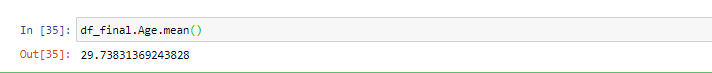 In [35]: df_final.Age.mean()
Out[35]: 29.73831369243828